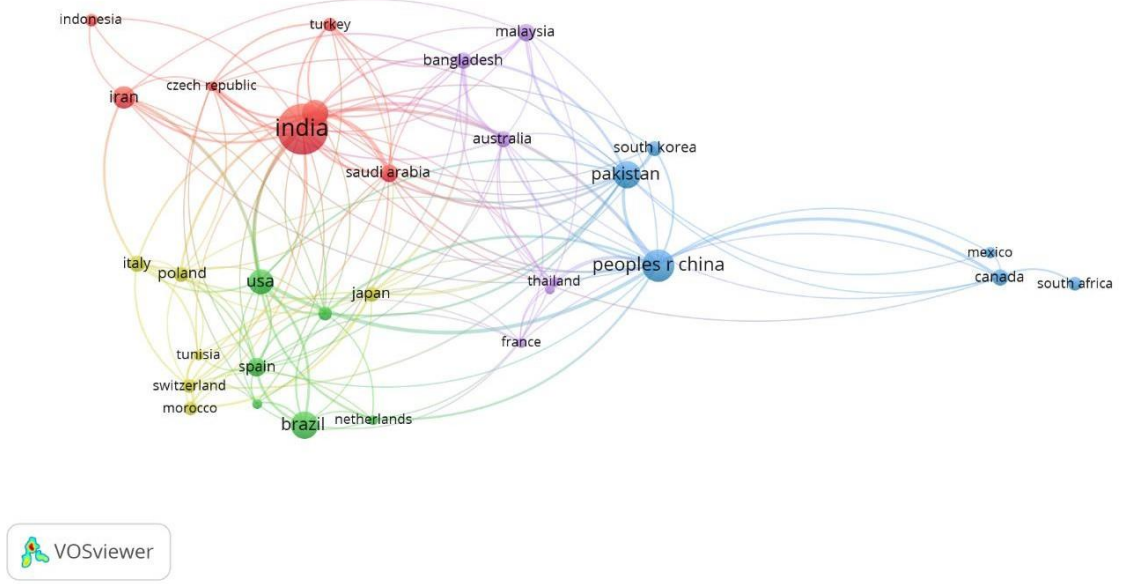 indonesia
turkey
malaysia
bangladesh
czech republic
iran
india
australia
south korea
saudi arabia
pakistan
mexico
italy
peoples r china
poland
usa
thailand
canada
south africa
japan
france
tunisia
spain
switzerland
morocco
brazil
netherlands
VOSviewer